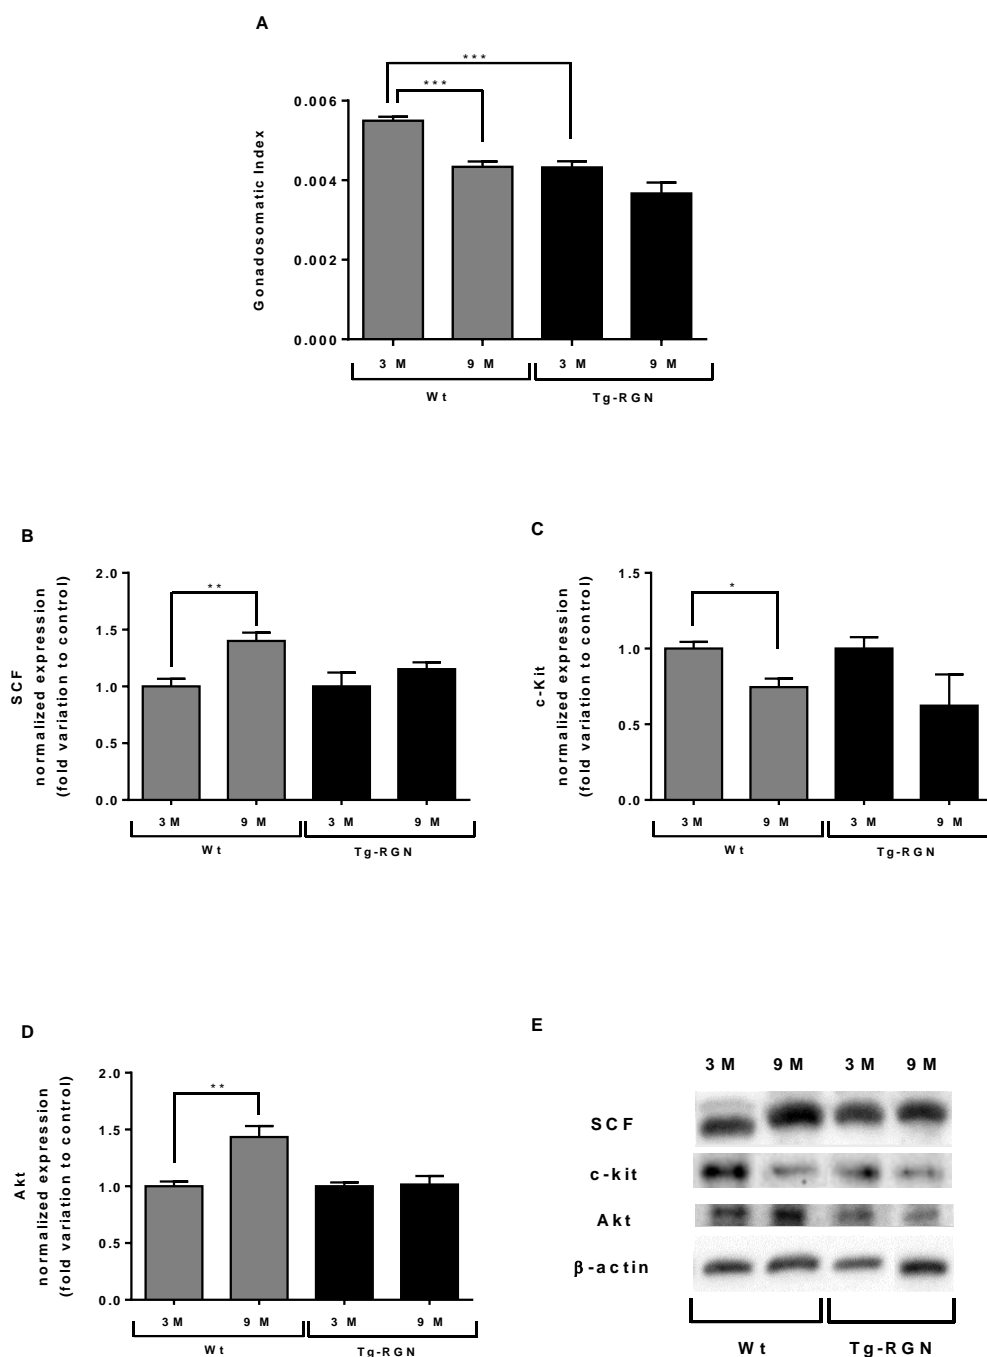 A
***
***
Gonadosomatic Index
0.006
0.004
0.002
0.000
3 M
9 M
3 M
9 M
Wt
Tg-RGN
B
SCF
normalized expression
(fold variation to control)
2.0
1.5
1.0
0.5
0.0
**
3 M
9 M
3 M
9 M
Wt
Tg-RGN
C
c-Kit
normalized expression
(fold variation to control)
1.5
1.0
0.5
0.0
*
3 M
9 M
3 M
9 M
Wt
Tg-RGN
D
Akt
normalized expression
(fold variation to control)
2.0
1.5
1.0
0.5
0.0
**
3 M
9 M
3 M
9 M
Wt
Tg-RGN
E
3 M 9 M 3 M 9 M
SCF
c-kit
Akt
β-actin
Wt Tg-RGN